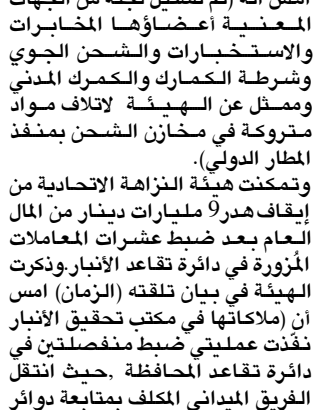 امس انه (تم تشكيل لجنة من الجهات
المعنية أعضاؤها المخابرات
والاستخبارات والشحن الجوي
وشرطة الكمارك والكمرك المدني
وممثل عن الهيئة لاتلاف مواد
متروكة في مخازن الشحن بمنفذ
المطار الدولي).
وتمكنت هيئة النزاهة الاتحادية من
إيقاف هدر9 مليارات دينار من المال
العام بعد ضبط عشرات المعاملات
المُزورة في دائرة تقاعد الأنبار.وذكرت
الهيئة في بيان تلقته (الزمان) امس
أن (ملاكاتها في مكتب تحقيق الأنبار
نفَّذت عمليتي ضبط منفصلتين في
دائرة تقاعد المحافظة ,حيث انتقل
الفريق الميداني المكلف بمتابعة دوائر